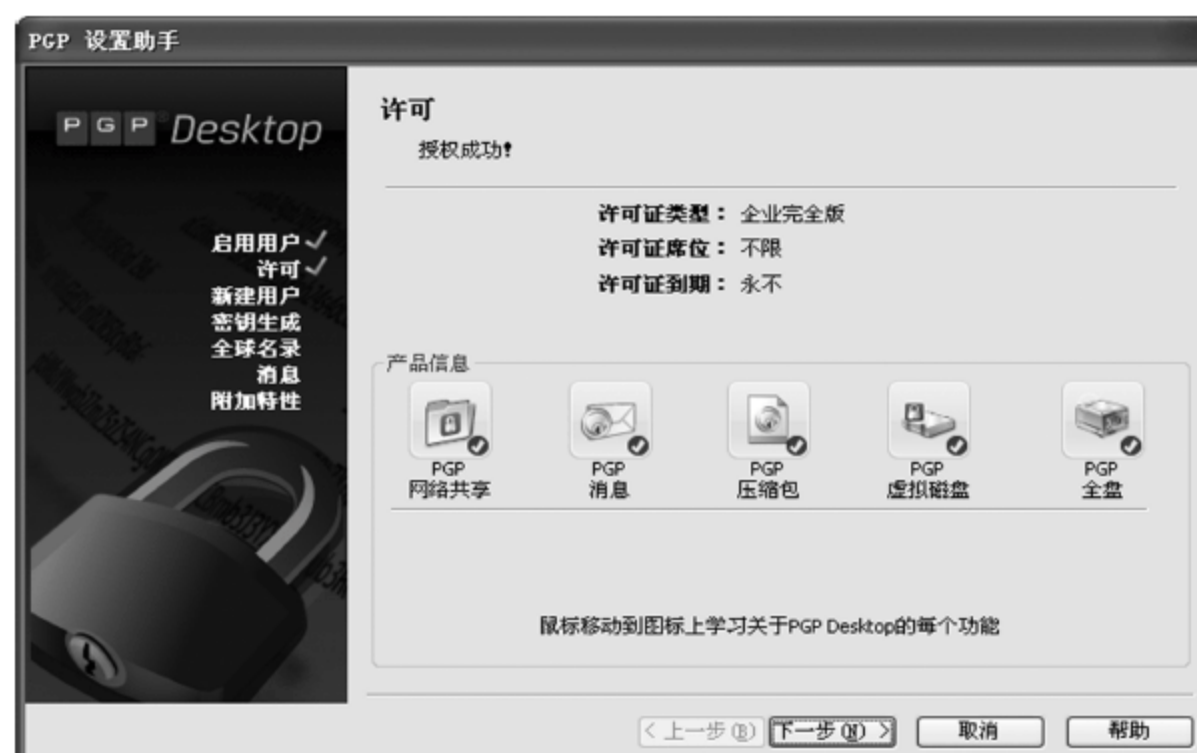 PGP 设置助手
PGP® Desktop
启用用户
许可
新建用户
密钥生成
全球名录
消息
附加特性
许可
授权成功!
许可证类型： 企业完全版
许可证席位： 不限
许可证到期： 永不
产品信息
PGP 网络共享
PGP 消息
PGP 压缩包
PGP 虚拟磁盘
PGP 全盘
鼠标移动到图标上学习关于PGP Desktop的每个功能
< 上一步(B)
下一步(N) >
取消
帮助